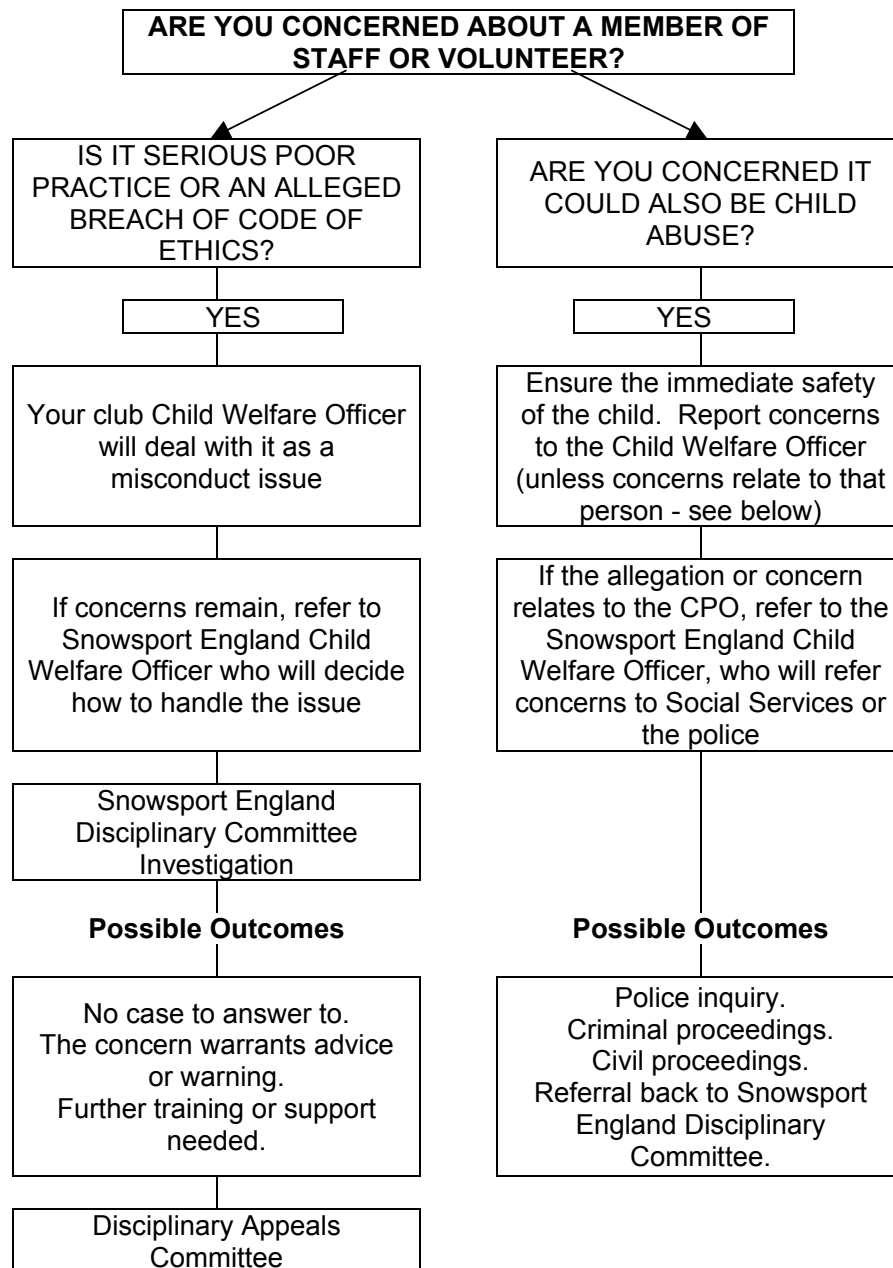 ARE YOU CONCERNED ABOUT A MEMBER OF
STAFF OR VOLUNTEER?
IS IT SERIOUS POOR
PRACTICE OR AN ALLEGED
BREACH OF CODE OF
ETHICS?
YES
Your club Child Welfare Officer
will deal with it as a
misconduct issue
If concerns remain, refer to
Snowsport England Child
Welfare Officer who will decide
how to handle the issue
Snowsport England
Disciplinary Committee
Investigation
Possible Outcomes
No case to answer to.
The concern warrants advice
or warning.
Further training or support
needed.
Disciplinary Appeals
Committee
ARE YOU CONCERNED IT
COULD ALSO BE CHILD
ABUSE?
YES
Ensure the immediate safety
of the child.  Report concerns
to the Child Welfare Officer
(unless concerns relate to that
person - see below)
If the allegation or concern
relates to the CPO, refer to the
Snowsport England Child
Welfare Officer, who will refer
concerns to Social Services or
the police
Possible Outcomes
Police inquiry.
Criminal proceedings.
Civil proceedings.
Referral back to Snowsport
England Disciplinary
Committee.